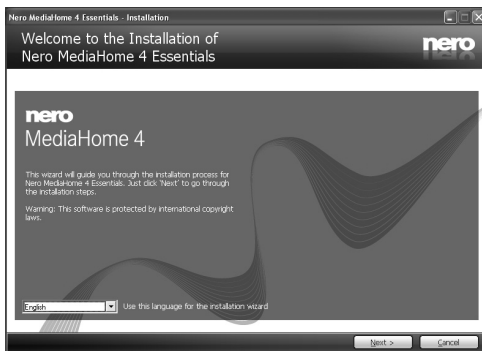 Nero MediaHome 4 Essentials - Installation
Welcome to the Installation of
Nero MediaHome 4 Essentials
nero
nero
MediaHome 4
This wizard will guide you through the installation process for
Nero MediaHome 4 Essentials. Just click 'Next' to go through
the installation steps.
Warning: This software is protected by international copyright
laws.
English Use this language for the installation wizard
Next > Cancel